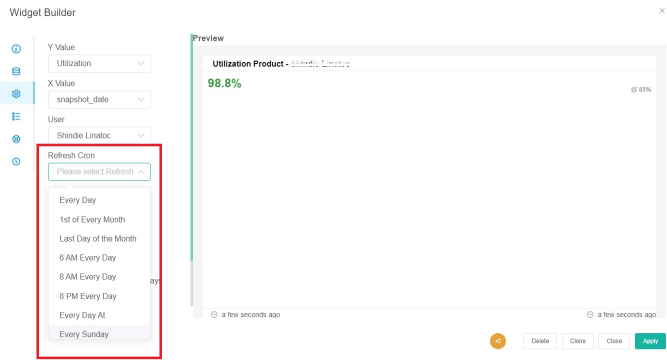 Widget Builder
×
Y Value
Utilization
X Value
snapshot_date
User
Shindie Linatoc
Refresh Cron
Please select Refresh
Every Day
1st of Every Month
Last Day of the Month
6 AM Every Day
8 AM Every Day
8 PM Every Day
Every Day At
Every Sunday
Preview
Utilization Product -
98.8%
85%
a few seconds ago
a few seconds ago
Delete
Clone
Close
Apply